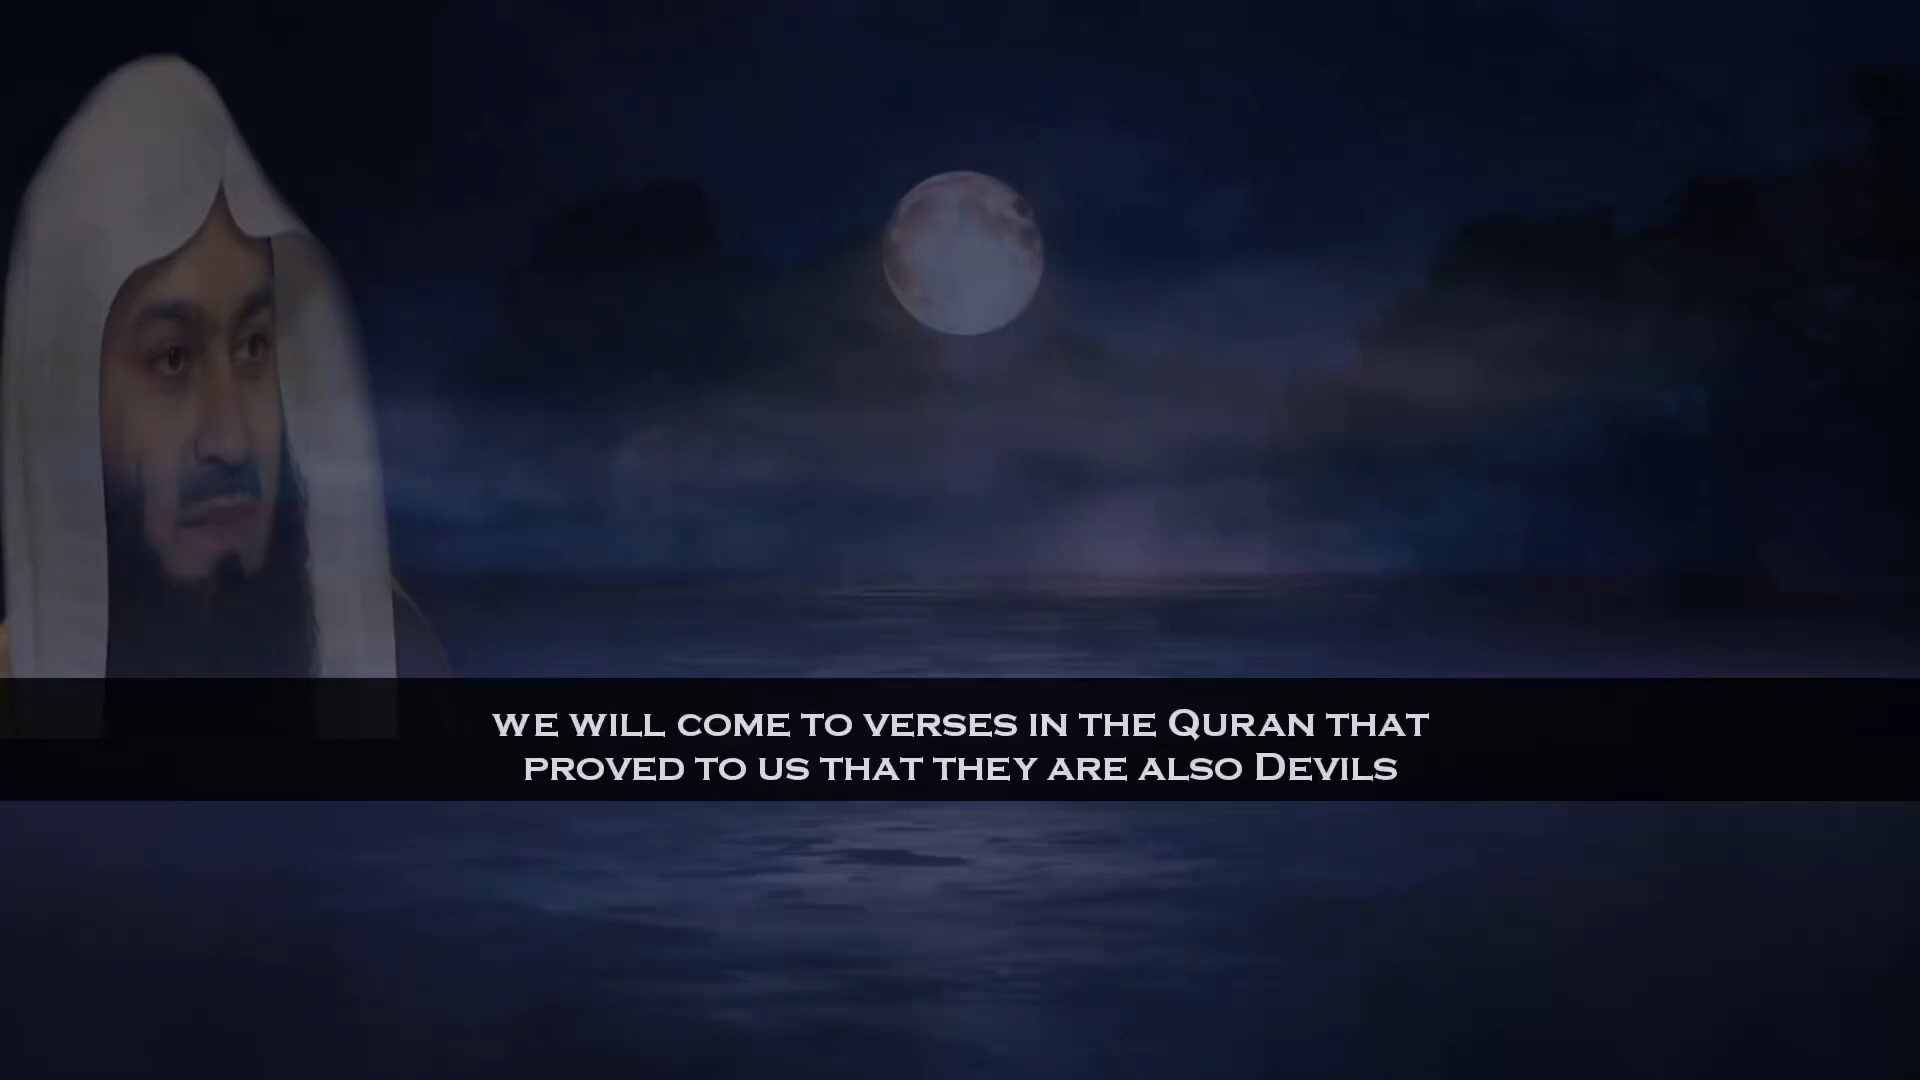 we will come to verses in the Quran that
proved to us that they are also Devils